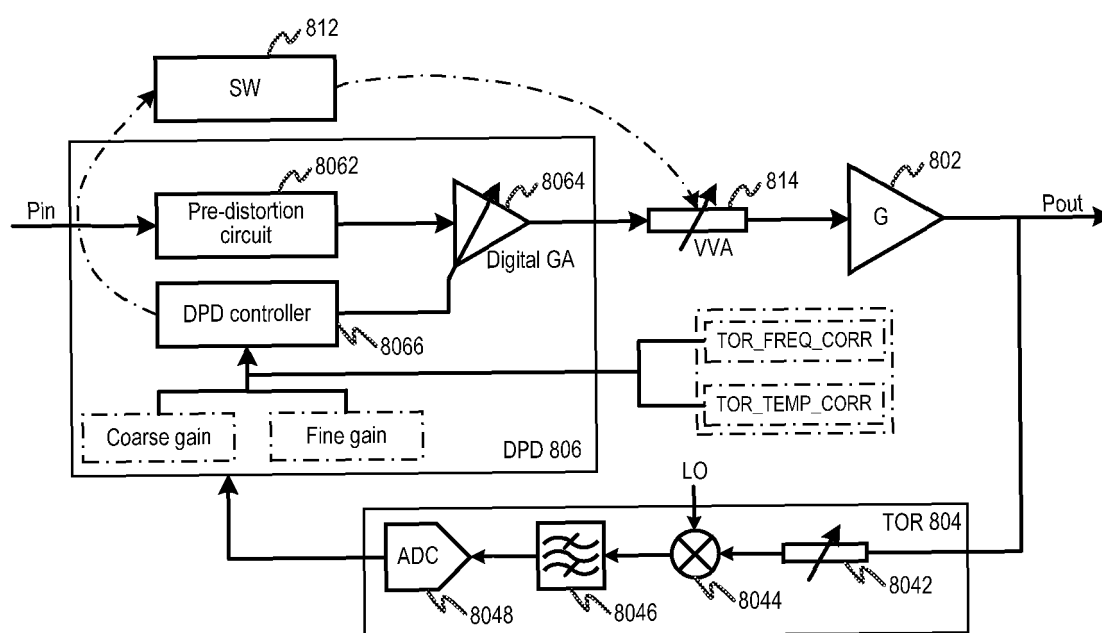 812
SW
8062
8064
802
814
Pin
Pre-distortion
circuit
G
Pout
VVA
Digital GA
DPD controller
8066
TOR_FREQ_CORR
TOR_TEMP_CORR
Coarse gain
Fine gain
DPD 806
LO
TOR 804
ADC
8048
8046
8044
8042